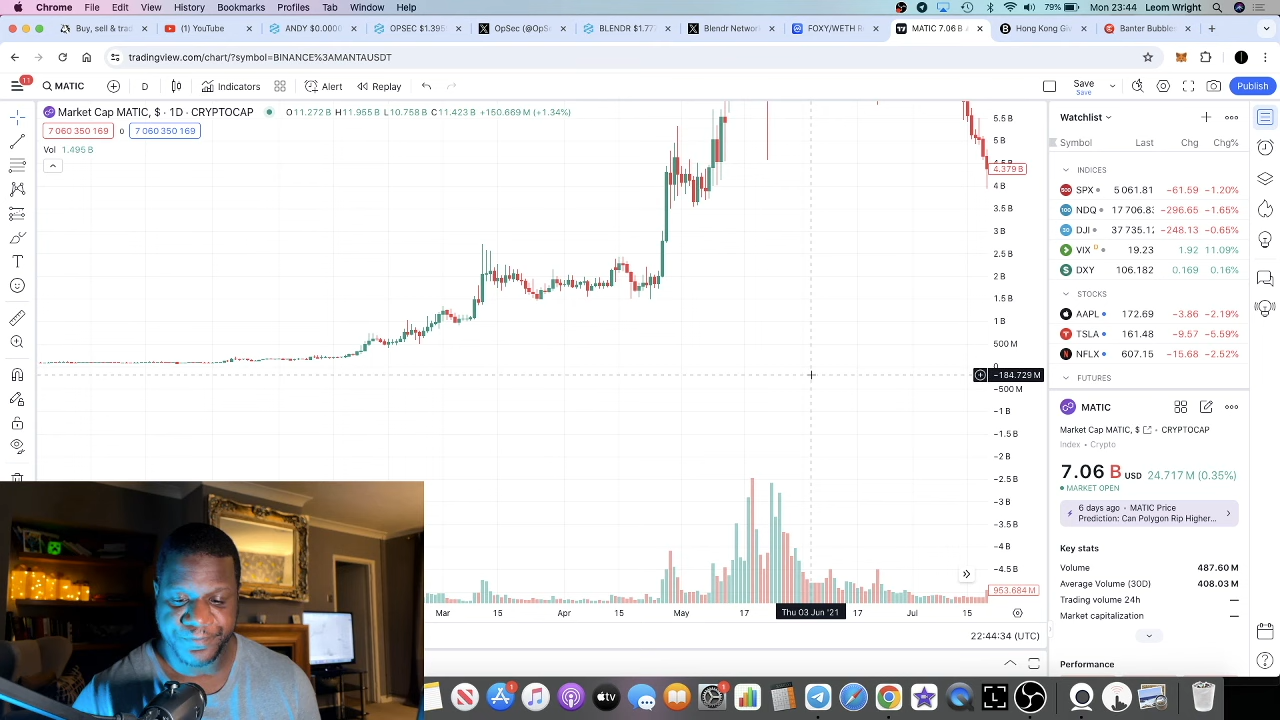 Chrome File Edit View History Bookmarks Profiles Tab Window Help 79% Mon 23:44 Leom Wright
Buy, sell & trad (1) YouTube ANDY $0.0000 OPSEC $1.395 OpSec (@OpSe BLENDR $1.77 Blendr Network FOXY/WETH R MATIC 7.06 B Hong Kong Giv Banter Bubbles
tradingview.com/chart/?symbol=BINANCE%3AMANTAUSDT
11
MATIC D Indicators Alert Replay Save Save Publish
Market Cap MATIC, $ · 1D · CRYPTOCAP O11.272 B H11.955 B L10.758 B C11.423 B +150.669 M (+1.34%)
7 060 350 169 0 7 060 350 169
Vol 1.495 B
5.5 B
5 B
4.5 B
4.379 B
4 B
3.5 B
3 B
2.5 B
2 B
1.5 B
1 B
500 M
0
−184.729 M
−500 M
−1 B
−1.5 B
−2 B
−2.5 B
−3 B
−3.5 B
−4 B
−4.5 B
953.684 M
Mar 15 Apr 15 May 17 Thu 03 Jun '21 17 Jul 15
22:44:34 (UTC)
Watchlist
Symbol Last Chg Chg%
INDICES
SPX 5 061.81 −61.59 −1.20%
NDQ 17 706.83 −296.65 −1.65%
DJI 37 735.12 −248.13 −0.65%
VIX D 19.23 1.92 11.09%
DXY 106.182 0.169 0.16%
STOCKS
AAPL 172.69 −3.86 −2.19%
TSLA 161.48 −9.57 −5.59%
NFLX 607.15 −15.68 −2.52%
FUTURES
MATIC
Market Cap MATIC, $ · CRYPTOCAP
Index · Crypto
7.06 B USD 24.717 M (0.35%)
MARKET OPEN
6 days ago · MATIC Price
Prediction: Can Polygon Rip Higher...
Key stats
Volume 487.60 M
Average Volume (30D) 408.03 M
Trading volume 24h —
Market capitalization —
Performance